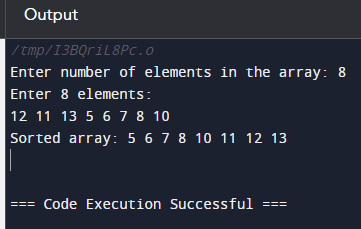 Output
/tmp/I3BQriL8Pc.o
Enter number of elements in the array: 8
Enter 8 elements:
12 11 13 5 6 7 8 10
Sorted array: 5 6 7 8 10 11 12 13
=== Code Execution Successful ===